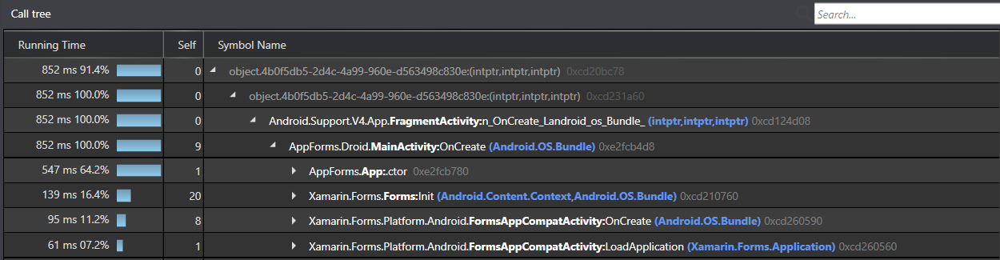 Call tree
Search...
Running Time Self Symbol Name
852 ms 91.4% 0 object.4b0f5db5-2d4c-4a99-960e-d563498c830e:(intptr,intptr,intptr) 0xcd20bc78
852 ms 100.0% 0 object.4b0f5db5-2d4c-4a99-960e-d563498c830e:(intptr,intptr,intptr) 0xcd231a60
852 ms 100.0% 0 Android.Support.V4.App.FragmentActivity:n_OnCreate_Landroid_os_Bundle_ (intptr,intptr,intptr) 0xcd124d08
852 ms 100.0% 9 AppForms.Droid.MainActivity:OnCreate (Android.OS.Bundle) 0xe2fcb4d8
547 ms 64.2% 1 AppForms.App:.ctor 0xe2fcb780
139 ms 16.4% 20 Xamarin.Forms.Forms:Init (Android.Content.Context,Android.OS.Bundle) 0xcd210760
95 ms 11.2% 8 Xamarin.Forms.Platform.Android.FormsAppCompatActivity:OnCreate (Android.OS.Bundle) 0xcd260590
61 ms 07.2% 1 Xamarin.Forms.Platform.Android.FormsAppCompatActivity:LoadApplication (Xamarin.Forms.Application) 0xcd260560